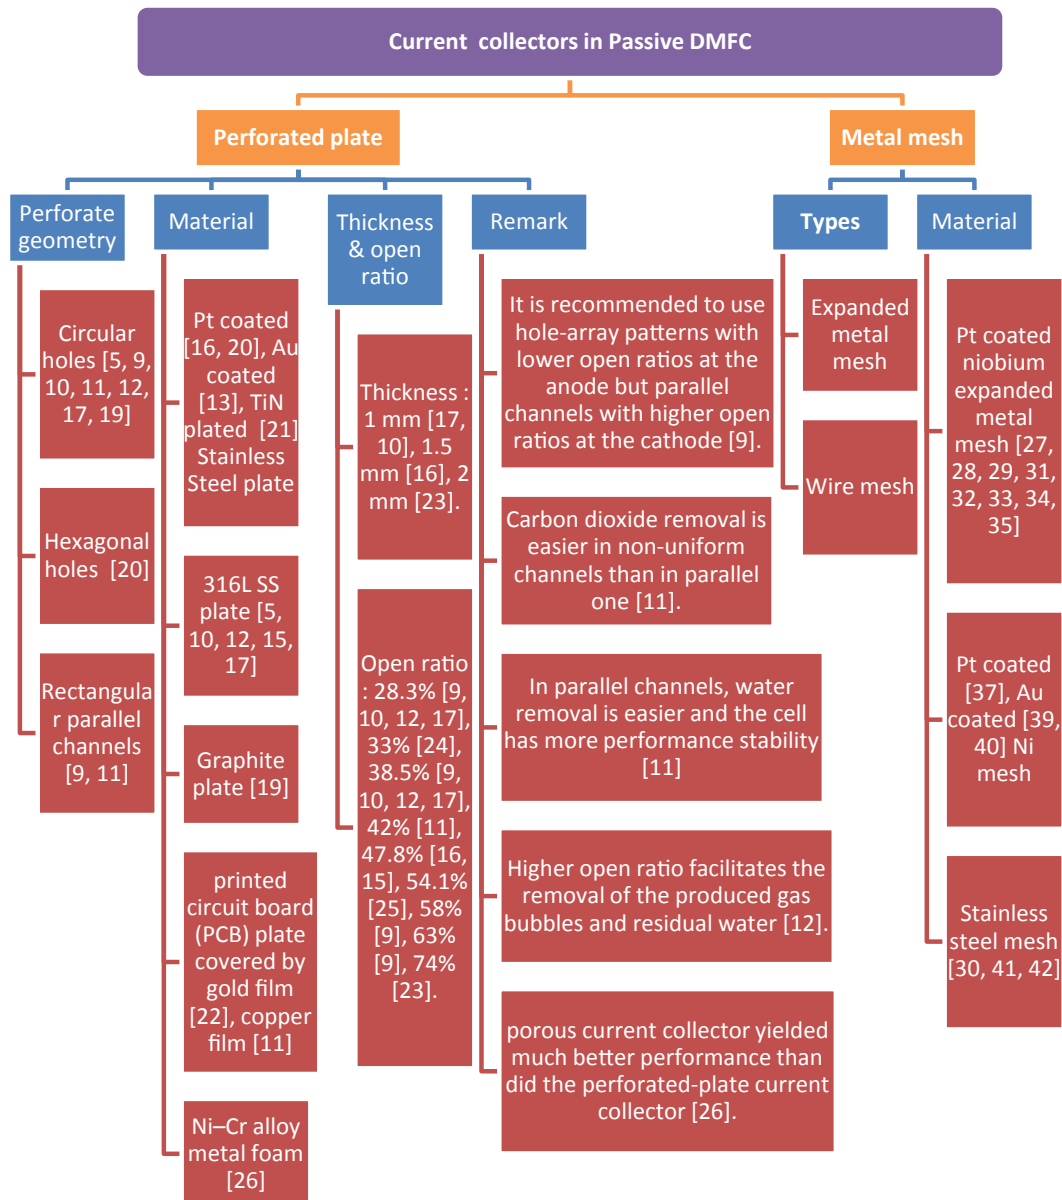 Current collectors in Passive DMFC
Perforated plate
Metal mesh
Perforate
geometry
Material
Thickness
& open
ratio
Remark
Types
Material
Circular
holes [5, 9,
10, 11, 12,
17, 19]
Hexagonal
holes [20]
Rectangula
r parallel
channels
[9, 11]
Pt coated
[16, 20], Au
coated
[13], TiN
plated [21]
Stainless
Steel plate
316L SS
plate [5,
10, 12, 15,
17]
Graphite
plate [19]
printed
circuit board
(PCB) plate
covered by
gold film
[22], copper
film [11]
Ni–Cr alloy
metal foam
[26]
Thickness :
1 mm [17,
10], 1.5
mm [16], 2
mm [23].
Open ratio
: 28.3% [9,
10, 12, 17],
33% [24],
38.5% [9,
10, 12, 17],
42% [11],
47.8% [16,
15], 54.1%
[25], 58%
[9], 63%
[9], 74%
[23].
It is recommended to use
hole-array patterns with
lower open ratios at the
anode but parallel
channels with higher open
ratios at the cathode [9].
Carbon dioxide removal is
easier in non-uniform
channels than in parallel
one [11].
In parallel channels, water
removal is easier and the cell
has more performance stability
[11]
Higher open ratio facilitates the
removal of the produced gas
bubbles and residual water [12].
porous current collector yielded
much better performance than
did the perforated-plate current
collector [26].
Expanded
metal
mesh
Wire mesh
Pt coated
niobium
expanded
metal
mesh [27,
28, 29, 31,
32, 33, 34,
35]
Pt coated
[37], Au
coated [39,
40] Ni
mesh
Stainless
steel mesh
[30, 41, 42]